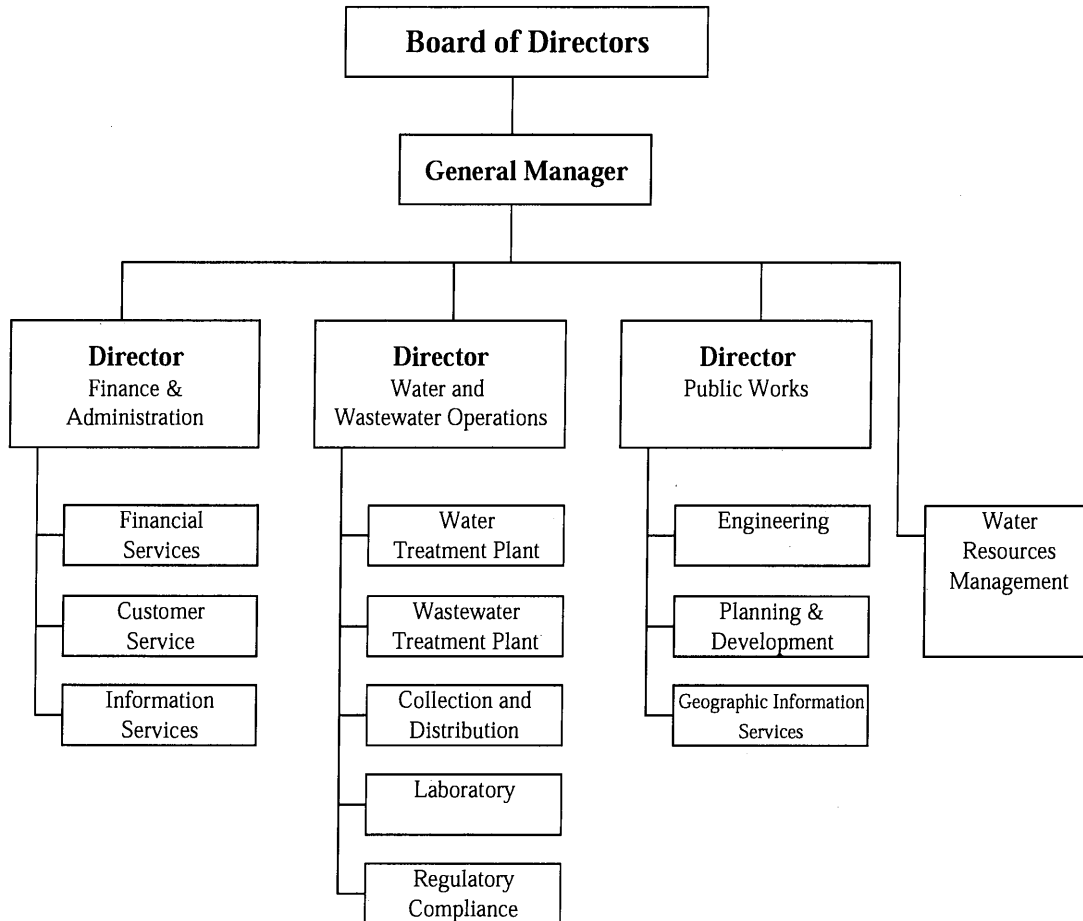 Board of Directors
General Manager
Director
Finance &
Administration
Director
Water and
Wastewater Operations
Director
Public Works
Financial
Services
Customer
Service
Information
Services
Water
Treatment Plant
Wastewater
Treatment Plant
Collection and
Distribution
Laboratory
Regulatory
Compliance
Engineering
Planning &
Development
Geographic Information
Services
Water
Resources
Management